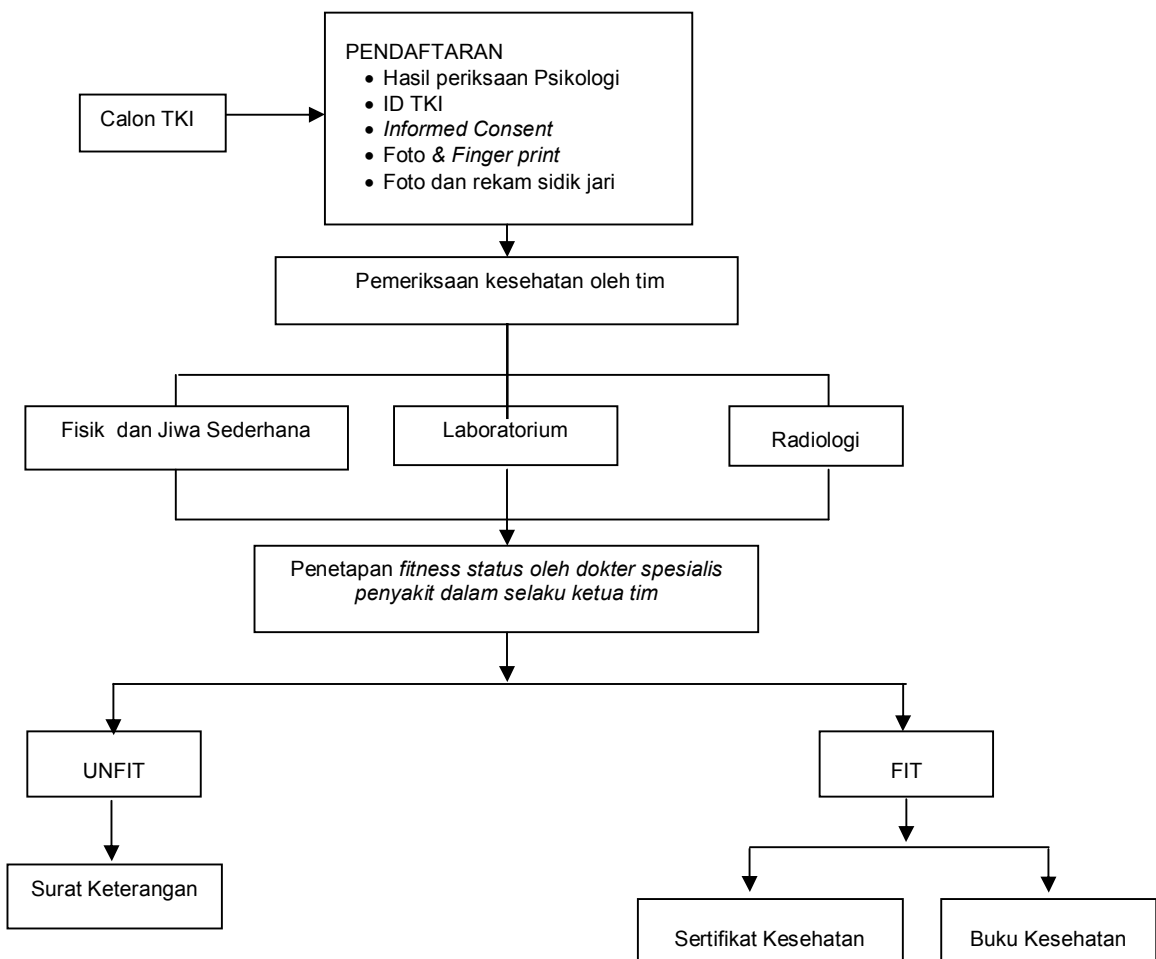 PENDAFTARAN
• Hasil periksaan Psikologi
• ID TKI
• Informed Consent
• Foto & Finger print
• Foto dan rekam sidik jari
Calon TKI
Pemeriksaan kesehatan oleh tim
Fisik dan Jiwa Sederhana
Laboratorium
Radiologi
Penetapan fitness status oleh dokter spesialis
penyakit dalam selaku ketua tim
UNFIT
FIT
Surat Keterangan
Sertifikat Kesehatan
Buku Kesehatan